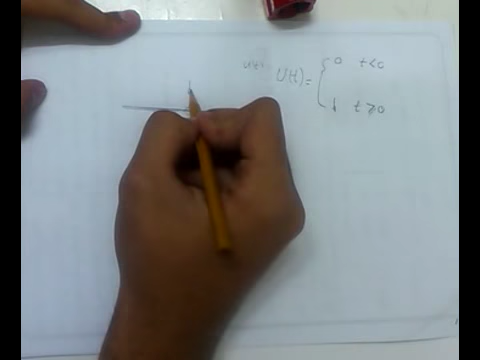 U(t) = { 0 t<0
1 t≥0